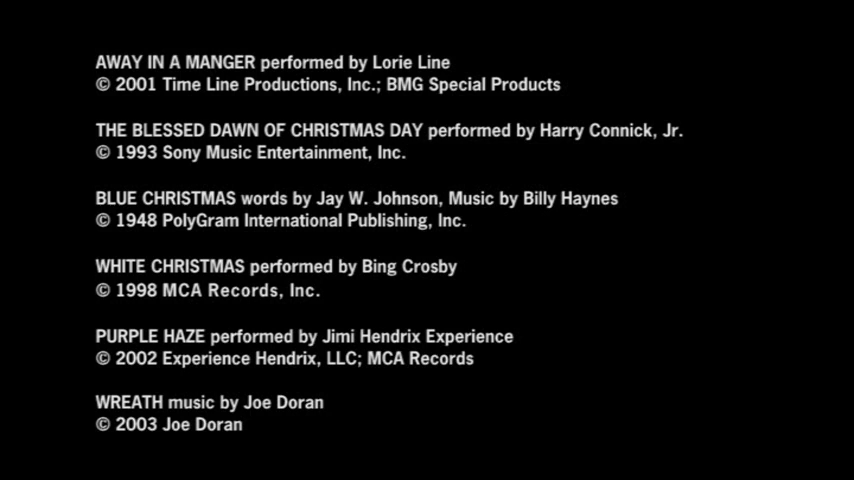 AWAY IN A MANGER performed by Lorie Line
© 2001 Time Line Productions, Inc.; BMG Special Products
THE BLESSED DAWN OF CHRISTMAS DAY performed by Harry Connick, Jr.
© 1993 Sony Music Entertainment, Inc.
BLUE CHRISTMAS words by Jay W. Johnson, Music by Billy Haynes
© 1948 PolyGram International Publishing, Inc.
WHITE CHRISTMAS performed by Bing Crosby
© 1998 MCA Records, Inc.
PURPLE HAZE performed by Jimi Hendrix Experience
© 2002 Experience Hendrix, LLC; MCA Records
WREATH music by Joe Doran
© 2003 Joe Doran